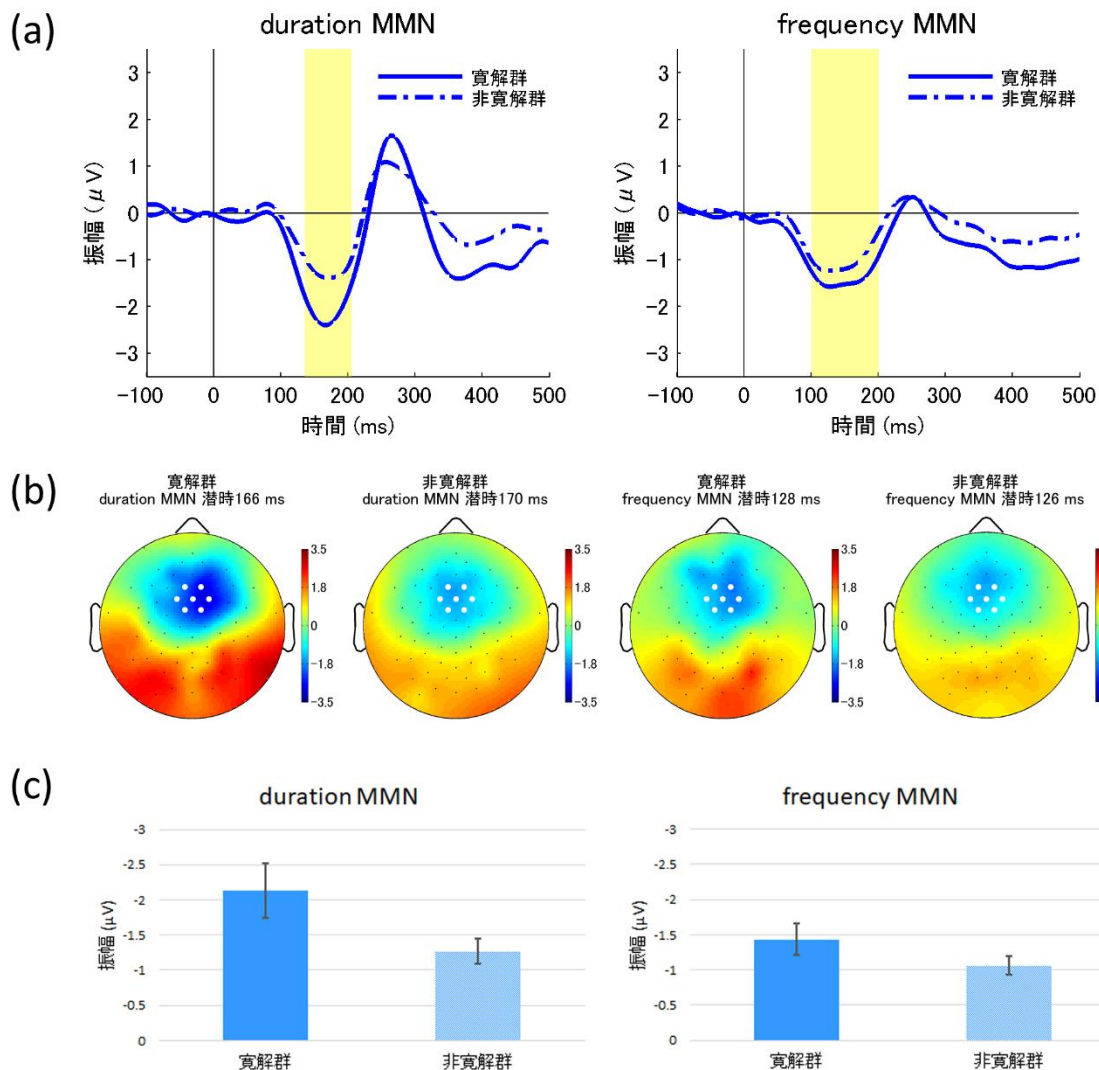 (a)
duration MMN
3
2
1
0
-1
-2
-3
振幅 (μV)
寛解群
非寛解群
-100 0 100 200 300 400 500
時間 (ms)
frequency MMN
3
2
1
0
-1
-2
-3
振幅 (μV)
寛解群
非寛解群
-100 0 100 200 300 400 500
時間 (ms)
(b)
寛解群
duration MMN 潜時166 ms
3.5
1.8
0
-1.8
-3.5
非寛解群
duration MMN 潜時170 ms
3.5
1.8
0
-1.8
-3.5
寛解群
frequency MMN 潜時128 ms
3.5
1.8
0
-1.8
-3.5
非寛解群
frequency MMN 潜時126 ms
(c)
duration MMN
-3
-2.5
-2
-1.5
-1
-0.5
0
振幅 (μV)
寛解群 非寛解群
frequency MMN
-3
-2.5
-2
-1.5
-1
-0.5
0
振幅 (μV)
寛解群 非寛解群